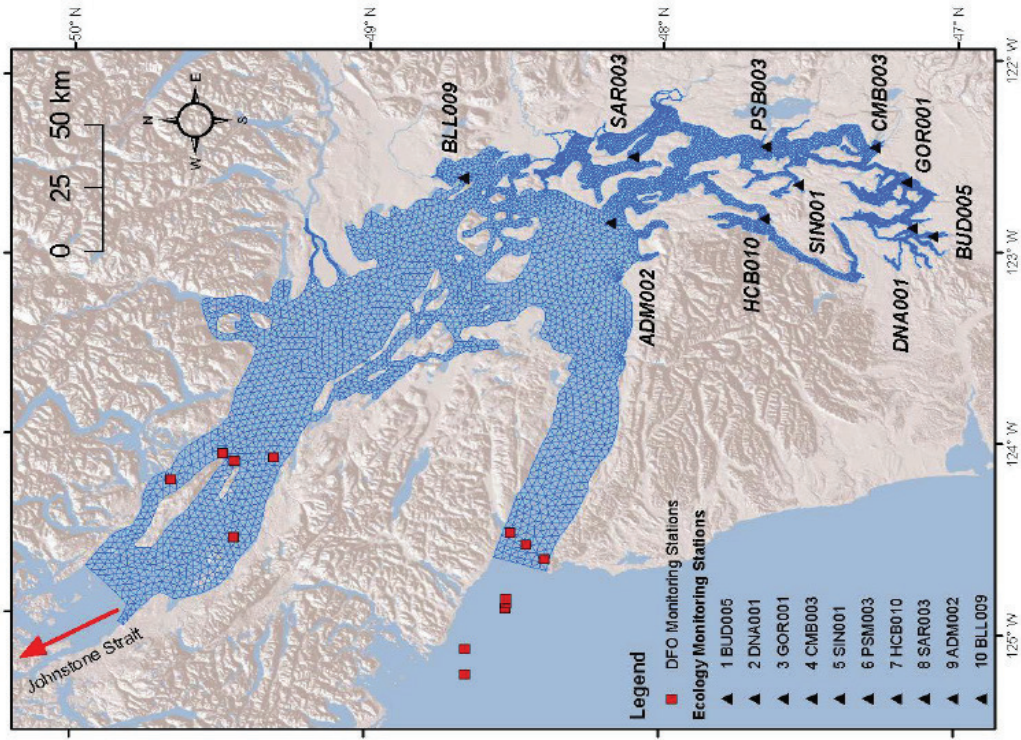 50° N
49° N
48° N
47° N
122° W
123° W
124° W
125° W
0 25 50 km
N
W E
S
Johnstone Strait
BLL009
SAR003
ADM002
PSB003
HCB010
SIN001
CMB003
GOR001
DNA001
BUD005
Legend
DFO Monitoring Stations
Ecology Monitoring Stations
1 BUD005
2 DNA001
3 GOR001
4 CMB003
5 SIN001
6 PSM003
7 HCB010
8 SAR003
9 ADM002
10 BLL009